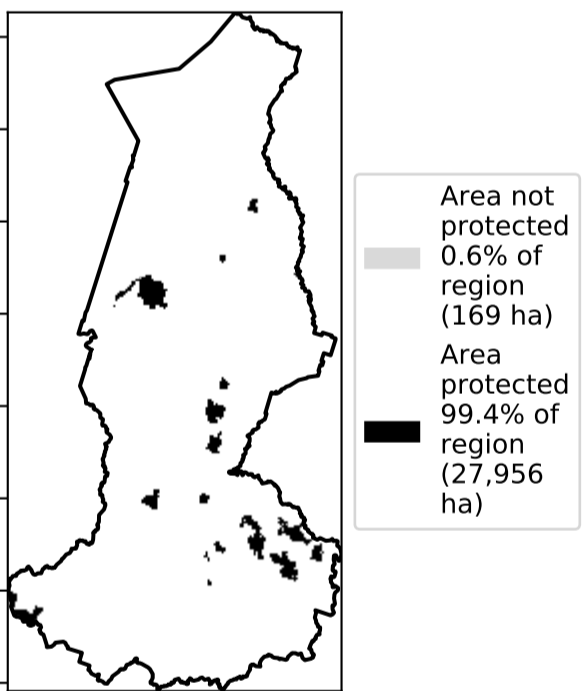 Area not
protected
0.6% of
region
(169 ha)
Area
protected
99.4% of
region
(27,956
ha)